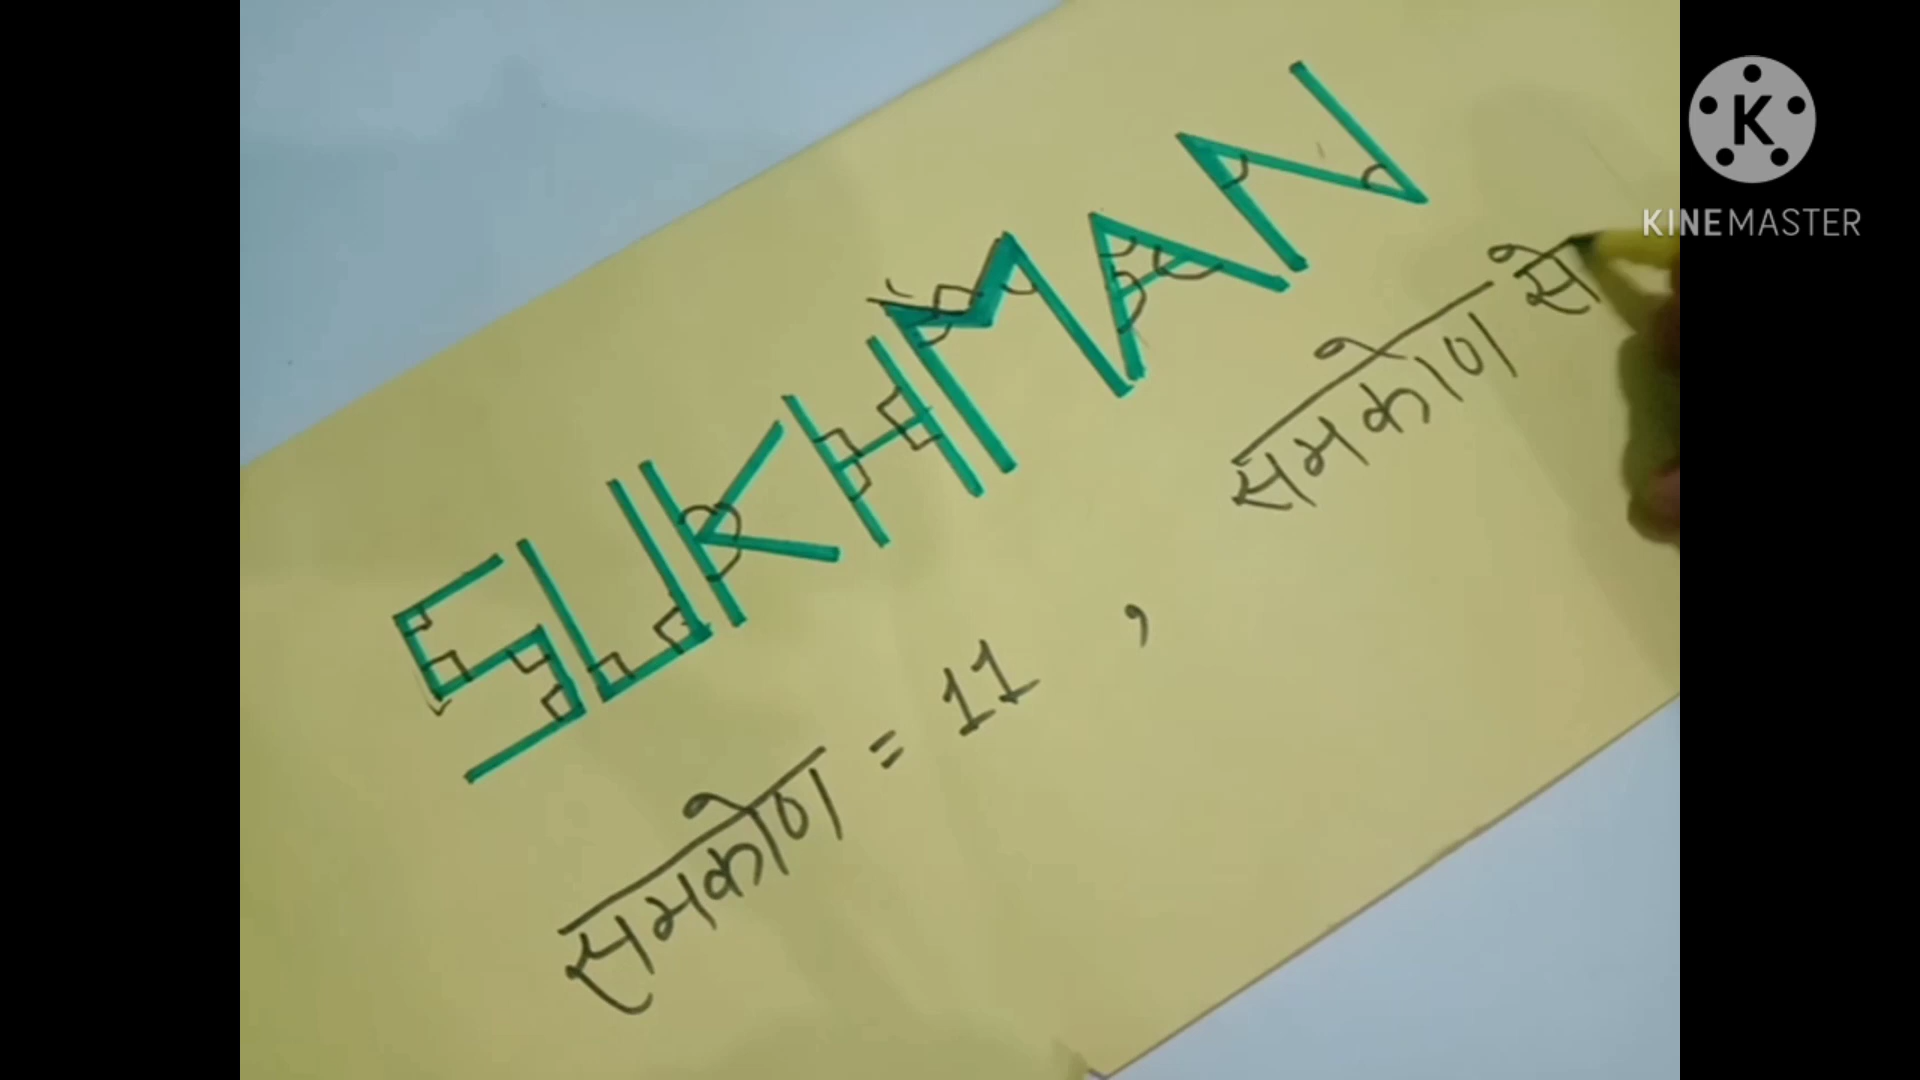 SUKHMAN
समकोण = 11 ,
समकोण से
K
KINEMASTER